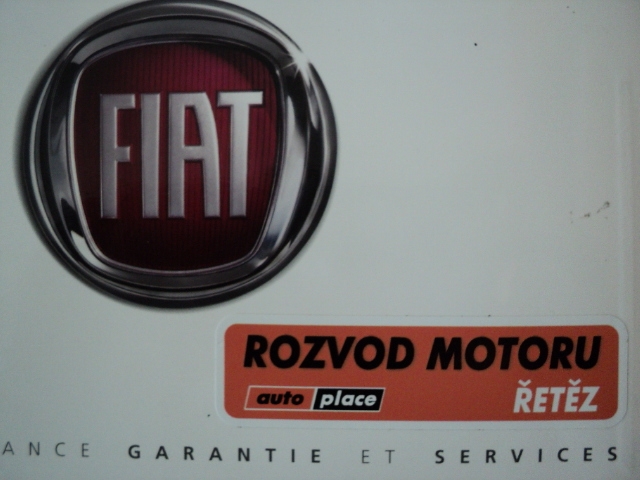 FIAT
ROZVOD MOTORU
auto place
ŘETĚZ
ANCE GARANTIE ET SERVICES